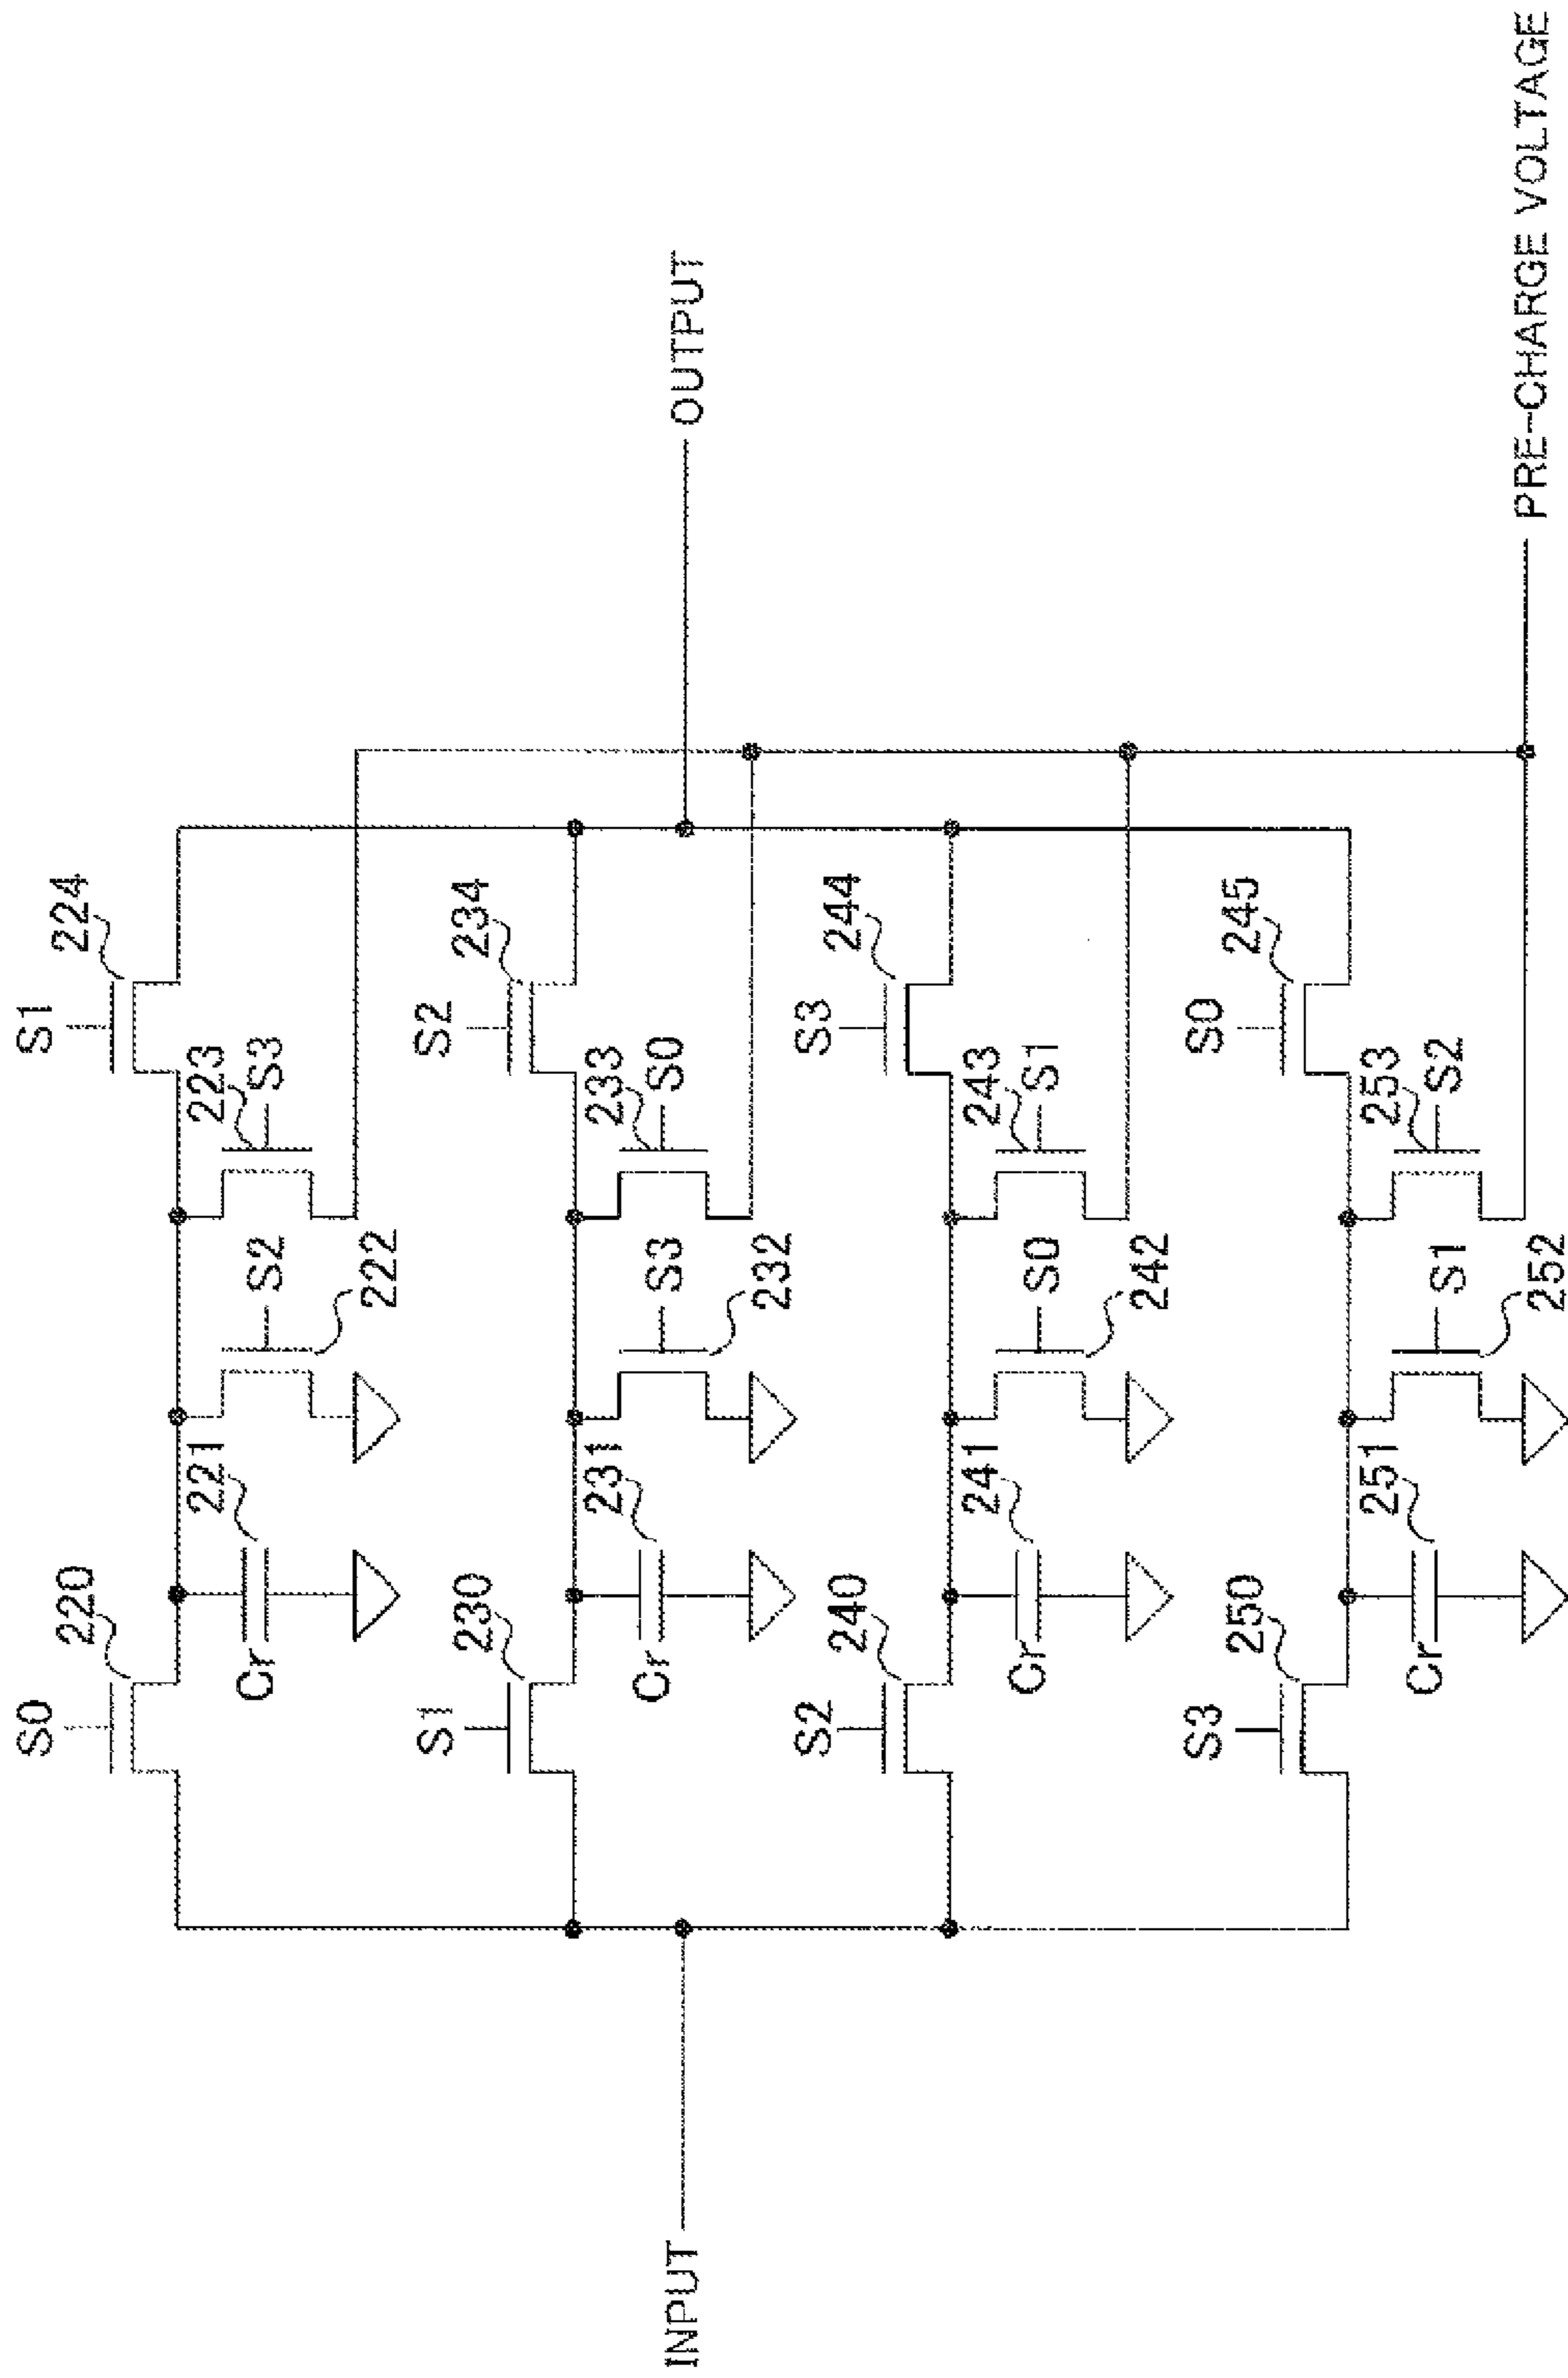 S0
220
Cr
221
S2
222
223
S3
S1
224
S1
230
Cr
231
S3
232
233
S0
S2
234
INPUT
OUTPUT
S2
240
Cr
241
S0
242
243
S1
S3
244
S3
250
Cr
251
S1
252
253
S2
S0
245
PRE-CHARGE VOLTAGE